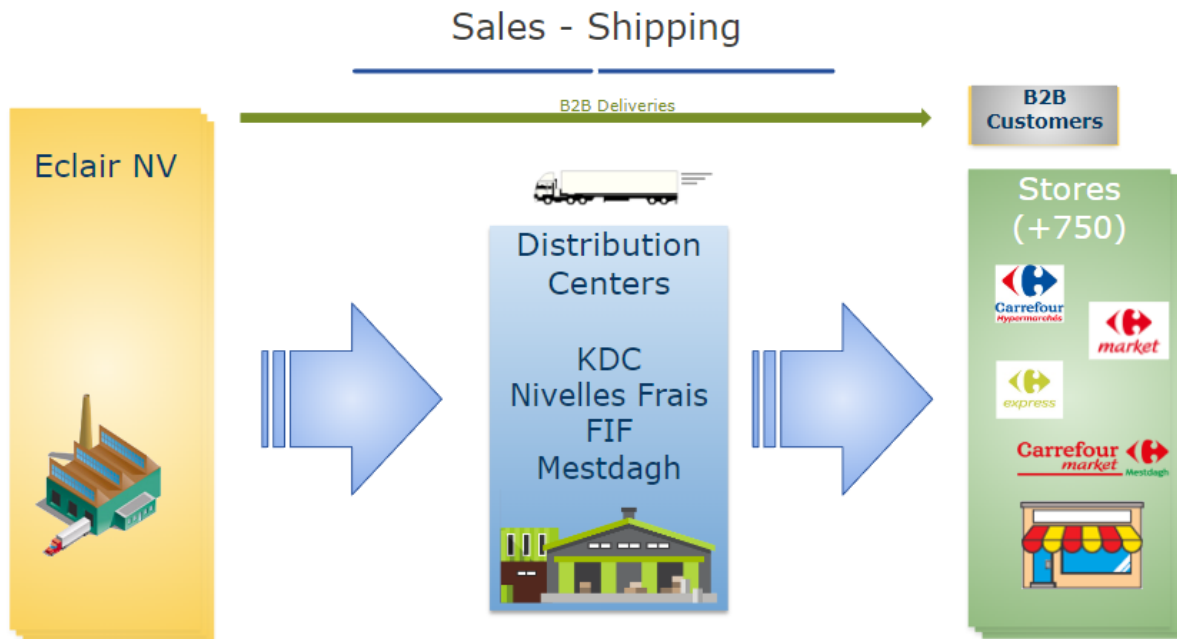 Sales - Shipping
B2B Deliveries
B2B
Customers
Eclair NV
Distribution
Centers
KDC
Nivelles Frais
FIF
Mestdagh
Stores
(+750)
Carrefour
Hypermarchés
market
express
Carrefour
market
Mestdagh